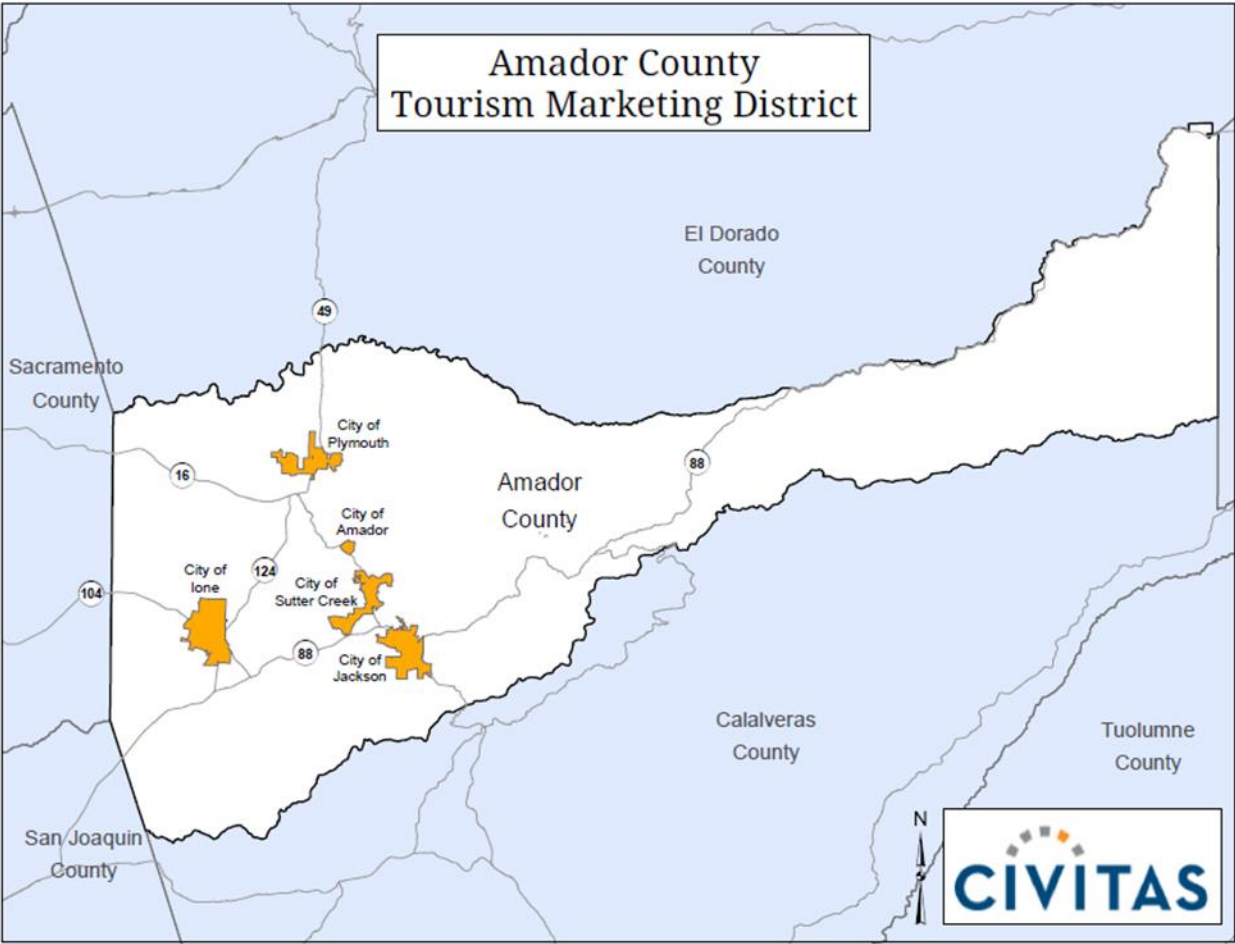 Amador County
Tourism Marketing District
El Dorado
County
49
Sacramento
County
City of
Plymouth
16
88
Amador
County
City of
Amador
124
City of
Ione
City of
Sutter Creek
104
88
City of
Jackson
Calalveras
County
Tuolumne
County
San Joaquin
County
N
CIVITAS